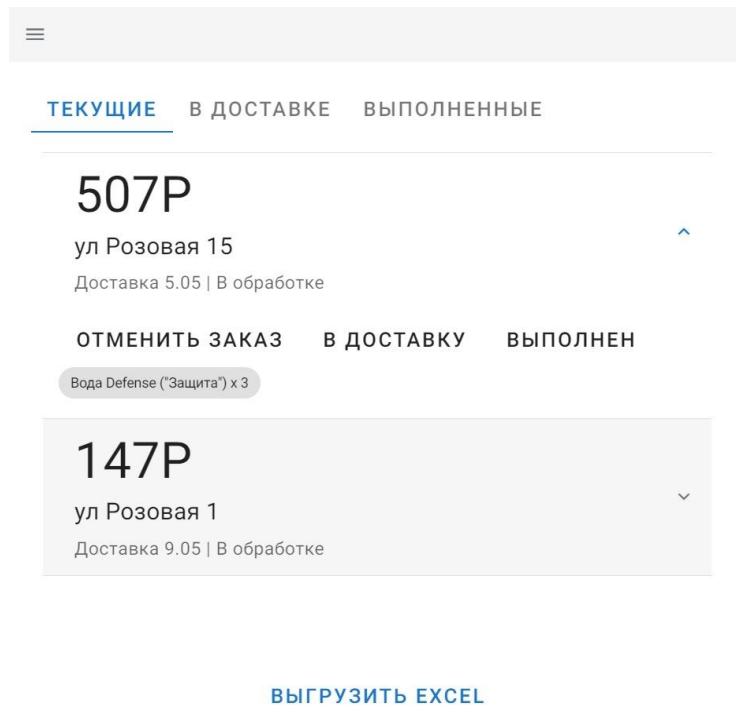 ТЕКУЩИЕ В ДОСТАВКЕ ВЫПОЛНЕННЫЕ
507Р
ул Розовая 15
Доставка 5.05 | В обработке
ОТМЕНИТЬ ЗАКАЗ В ДОСТАВКУ ВЫПОЛНЕН
Вода Defense ("Защита") x 3
147Р
ул Розовая 1
Доставка 9.05 | В обработке
ВЫГРУЗИТЬ EXCEL